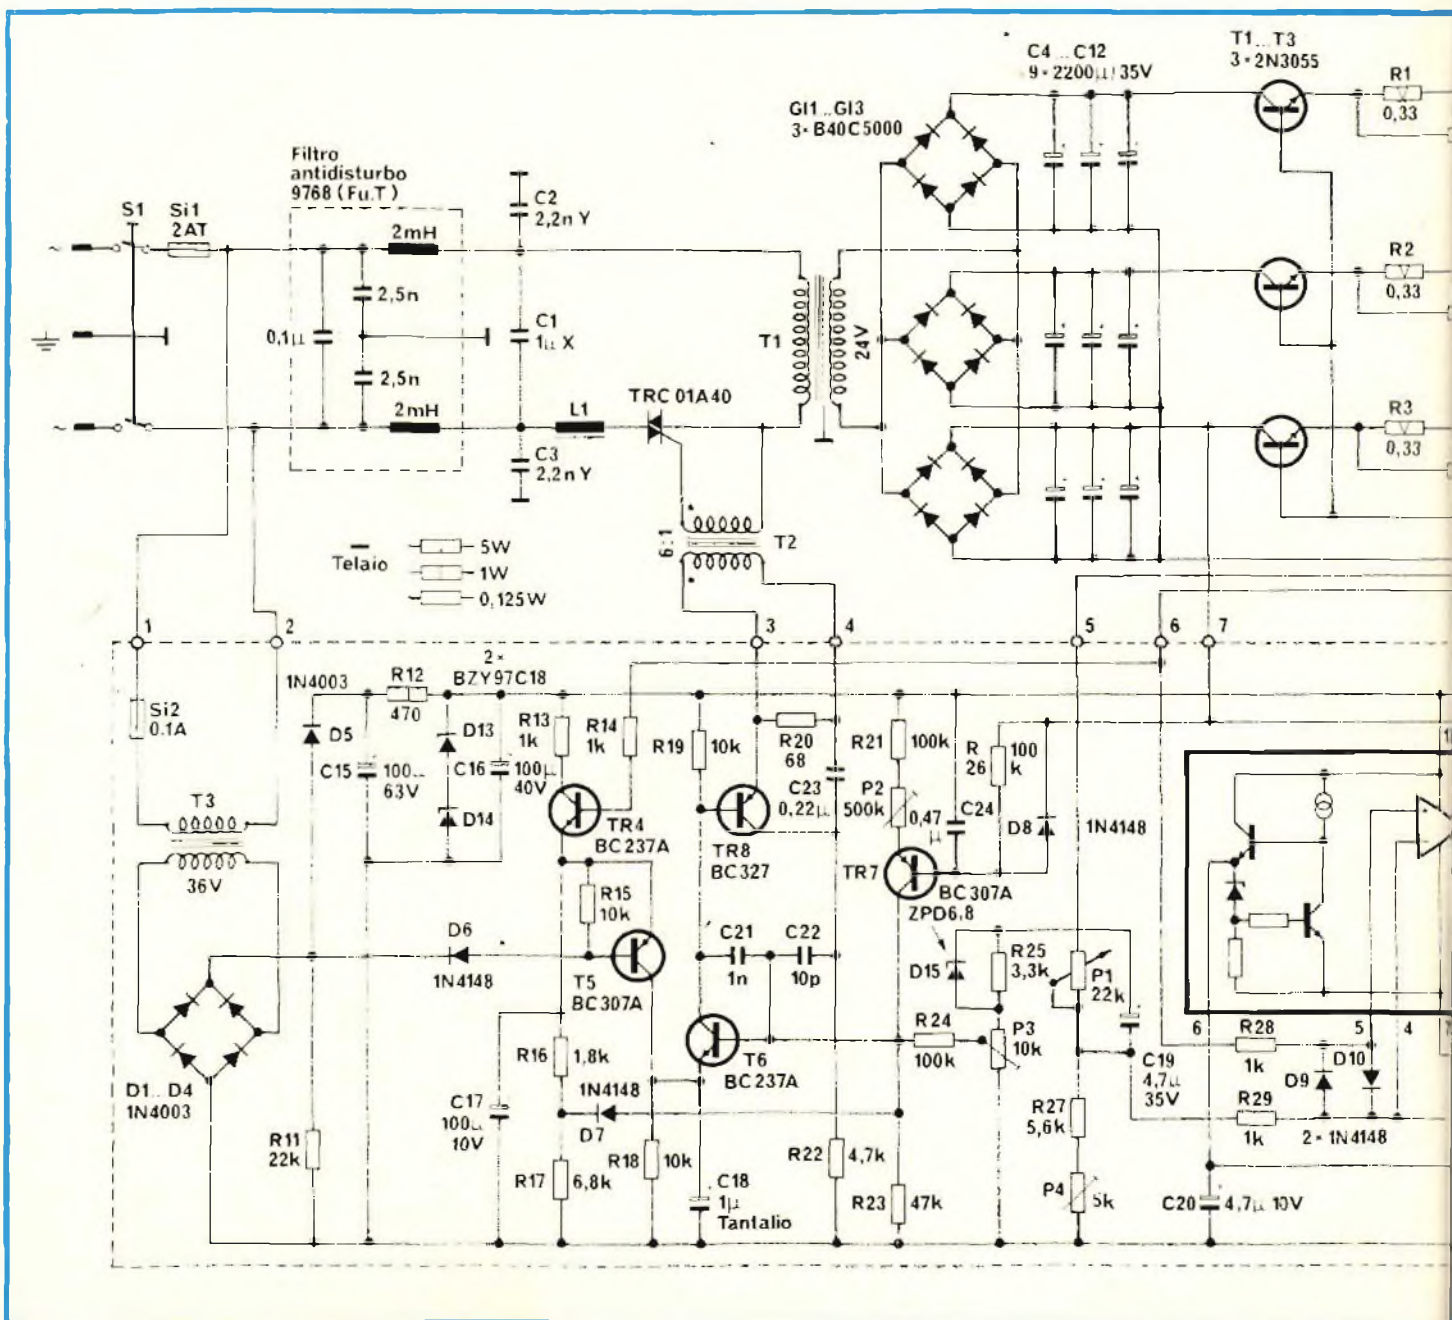 C4...C12
9×2200µ/35V
T1...T3
3×2N3055
R1
0,33
GI1...GI3
3×B40C5000
Filtro
antidisturbo
9768 (Fu.T)
S1
Si1
2AT
2mH
C2
2,2n Y
R2
0,33
2,5n
0,1µ
C1
1µ X
T1
24V
2,5n
2mH
TRC 01A40
L1
R3
0,33
C3
2,2n Y
6:1
T2
Telaio
5W
1W
0,125W
1
2
3
4
5
6
7
2×
BZY97C18
1N4003
R12
470
Si2
0.1A
D5
D13
R13
1k
R14
1k
R19
10k
R20
68
R21
100k
R
26
100
k
C15
100µ
63V
C16
100µ
40V
C23
0,22µ
P2
500k
0,47
µ
C24
T3
D14
TR4
BC237A
TR8
BC327
D8
1N4148
36V
TR7
BC307A
ZPD6,8
R15
10k
D6
1N4148
C21
1n
C22
10p
D15
R25
3,3k
P1
22k
T5
BC307A
R24
100k
P3
10k
6
R28
1k
5
4
R16
1,8k
T6
BC237A
C19
4,7µ
35V
D10
D9
D1...D4
1N4003
C17
100µ
10V
1N4148
D7
R27
5,6k
R29
1k
2×1N4148
R11
22k
R17
6,8k
R18
10k
C18
1µ
Tantalio
R22
4,7k
R23
47k
P4
5k
C20
4,7µ 10V